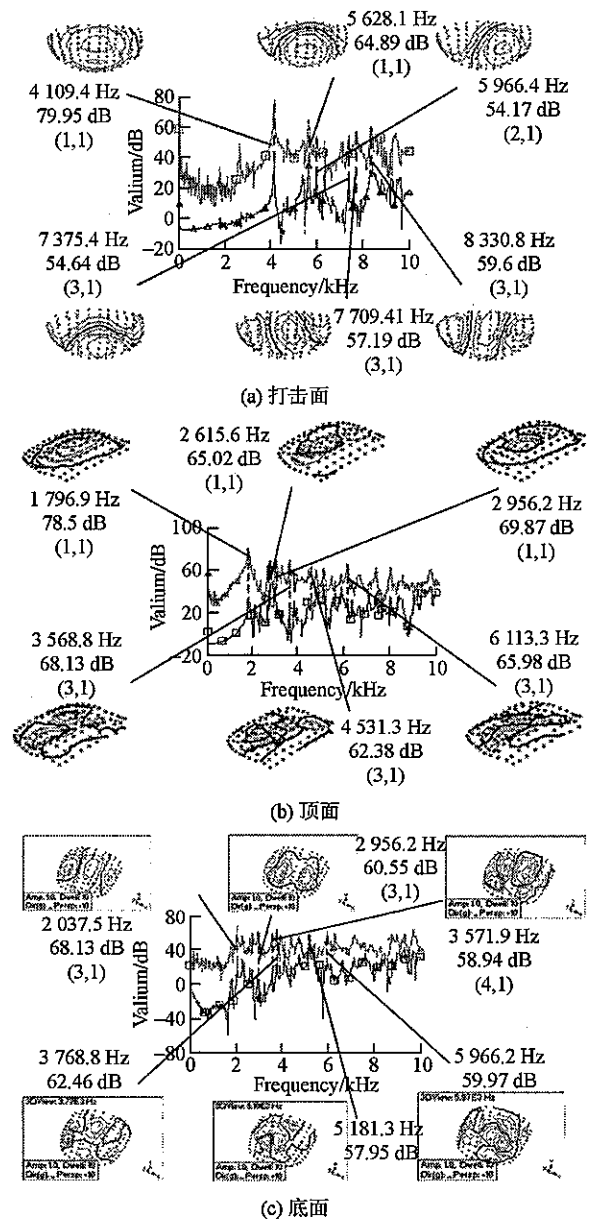 5 628.1 Hz
64.89 dB
(1,1)
4 109.4 Hz
79.95 dB
(1,1)
5 966.4 Hz
54.17 dB
(2,1)
Valium/dB
80
60
40
20
0
−20
0 2 4 6 8 10
Frequency/kHz
7 375.4 Hz
54.64 dB
(3,1)
7 709.41 Hz
57.19 dB
(3,1)
8 330.8 Hz
59.6 dB
(3,1)
(a) 打击面
2 615.6 Hz
65.02 dB
(1,1)
1 796.9 Hz
78.5 dB
(1,1)
2 956.2 Hz
69.87 dB
(1,1)
Valium/dB
100
60
20
−20
0 2 4 6 8 10
Frequency/kHz
3 568.8 Hz
68.13 dB
(3,1)
4 531.3 Hz
62.38 dB
(3,1)
6 113.3 Hz
65.98 dB
(3,1)
(b) 顶面
2 956.2 Hz
60.55 dB
(3,1)
2 037.5 Hz
68.13 dB
(3,1)
3 571.9 Hz
58.94 dB
(4,1)
Valium/dB
80
40
0
−40
−80
0 2 4 6 8 10
Frequency/kHz
3 768.8 Hz
62.46 dB
5 181.3 Hz
57.95 dB
5 966.2 Hz
59.97 dB
(c) 底面